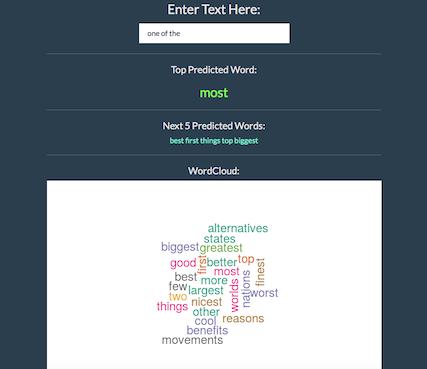 Enter Text Here:
one of the
Top Predicted Word:
most
Next 5 Predicted Words:
best first things top biggest
WordCloud:
alternatives
states
biggest greatest
good first better top
best more most finest
few largest worlds nations worst
two nicest
things other
cool reasons
benefits
movements